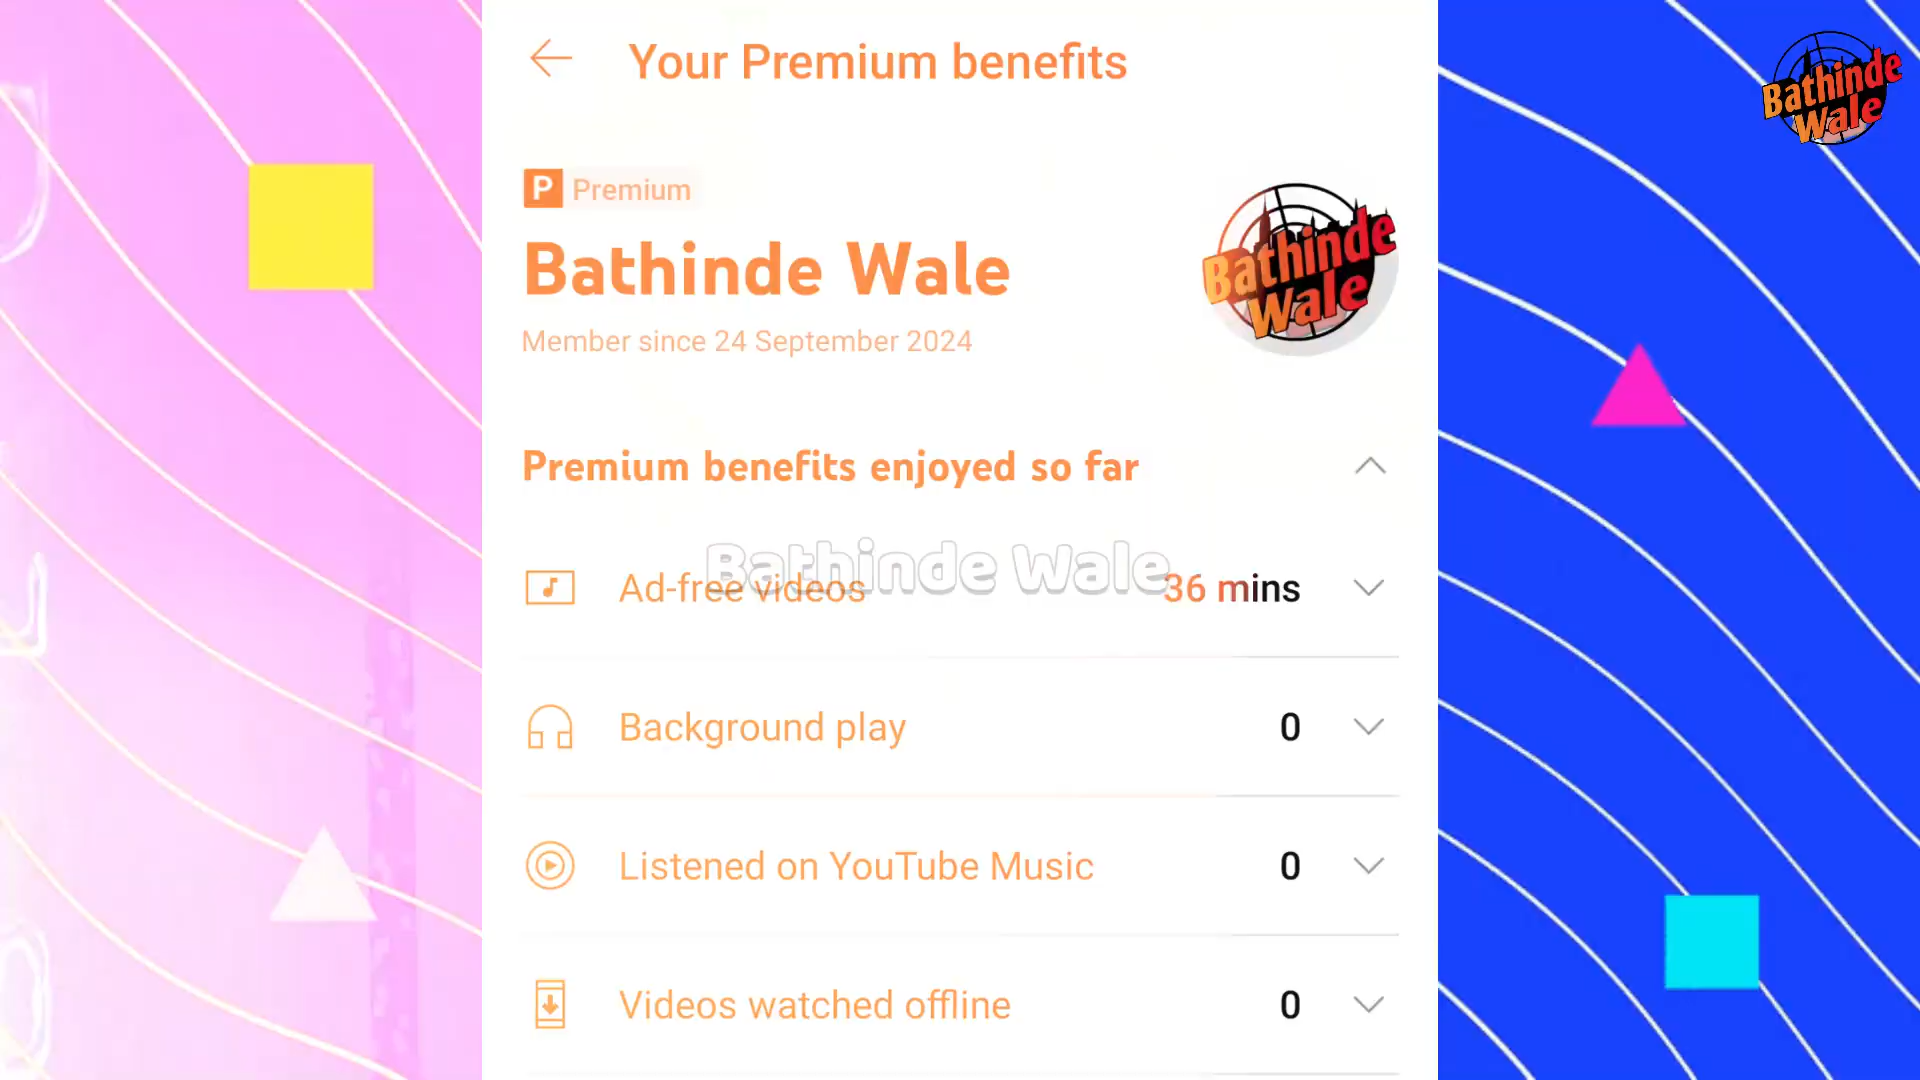 Your Premium benefits
Bathinde
Wale
P Premium
Bathinde Wale
Member since 24 September 2024
Bathinde
Wale
Premium benefits enjoyed so far
Bathinde Wale
Ad-free videos 36 mins
Background play 0
Listened on YouTube Music 0
Videos watched offline 0